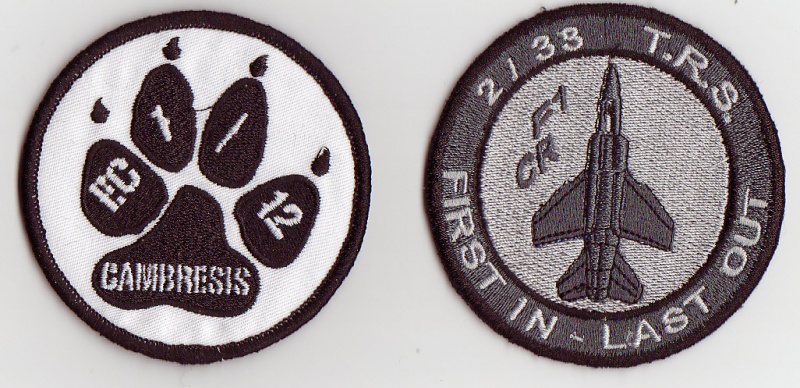 EC 1 / 12
CAMBRESIS
2 / 33 T.R.S.
F1
CR
FIRST IN - LAST OUT